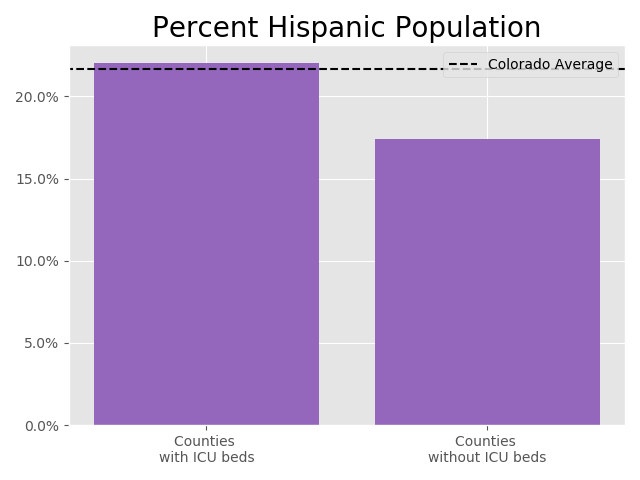 Percent Hispanic Population
Colorado Average
20.0%
15.0%
10.0%
5.0%
0.0%
Counties
with ICU beds
Counties
without ICU beds